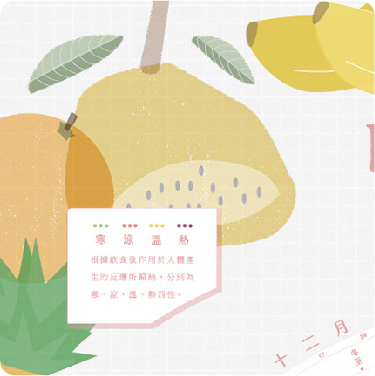 寒 涼 溫 熱
根據飲食後作用於人體產
生的反應所歸納，分別為
寒、涼、溫、熱四性。
十二月